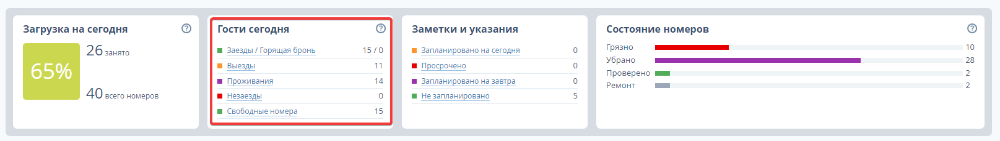 Загрузка на сегодня
65%
26 занято
40 всего номеров
Гости сегодня
Заезды / Горящая бронь 15 / 0
Выезды 11
Проживания 14
Незаезды 0
Свободные номера 15
Заметки и указания
Запланировано на сегодня 0
Просрочено 0
Запланировано на завтра 0
Не запланировано 5
Состояние номеров
Грязно 10
Убрано 28
Проверено 2
Ремонт 2